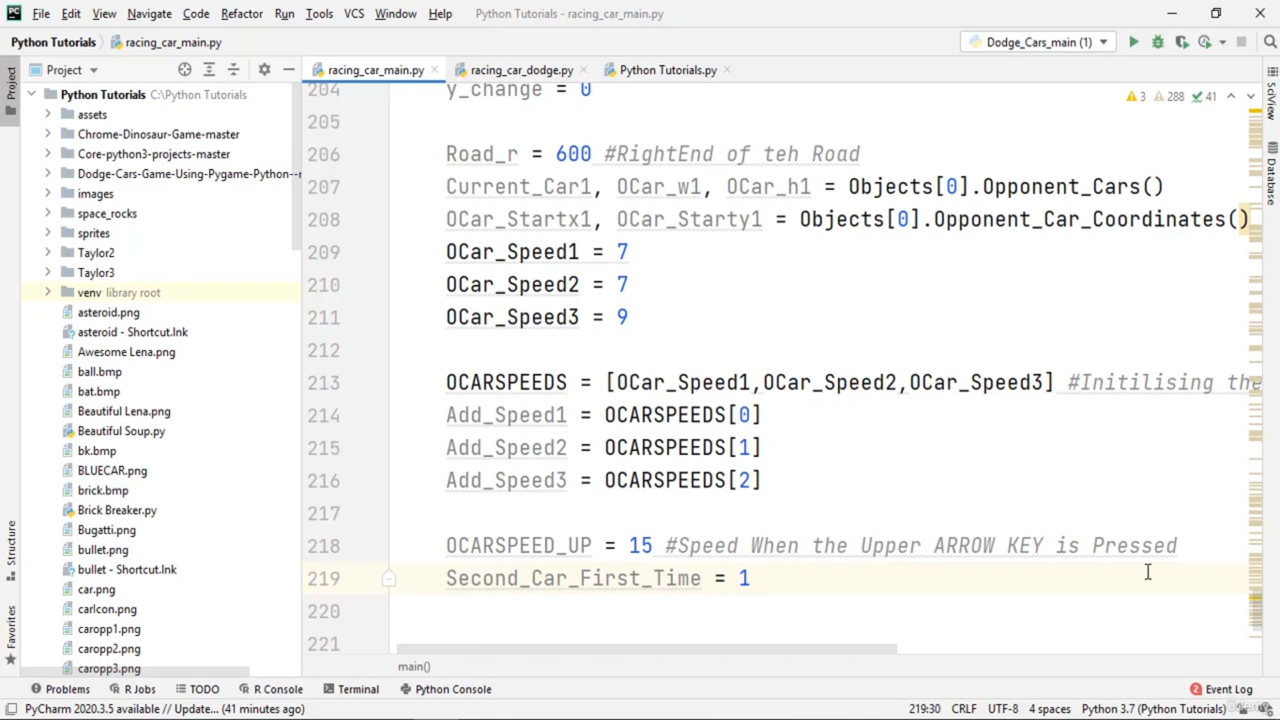 File Edit View Navigate Code Refactor Run Tools VCS Window Help Python Tutorials - racing_car_main.py
Python Tutorials racing_car_main.py Dodge_Cars_main (1)
Project
racing_car_main.py racing_car_dodge.py Python Tutorials.py
Python Tutorials C:\Python Tutorials
assets
Chrome-Dinosaur-Game-master
Core-python3-projects-master
Dodge-Cars-Game-Using-Pygame-Python--r
images
space_rocks
sprites
Taylor2
Taylor3
venv library root
asteroid.png
asteroid - Shortcut.lnk
Awesome Lena.png
ball.bmp
bat.bmp
Beautiful Lena.png
Beautiful Soup.py
bk.bmp
BLUECAR.png
brick.bmp
Brick Breaker.py
Bugatti.png
bullet.png
bullet - Shortcut.lnk
car.png
carIcon.png
caropp1.png
caropp2.png
caropp3.png
Project
Structure
Favorites
3 288 41
204 y_change = 0
205
206 Road_r = 600 #RightEnd of teh Road
207 Current_Car1, OCar_w1, OCar_h1 = Objects[0].Opponent_Cars()
208 OCar_Startx1, OCar_Starty1 = Objects[0].Opponent_Car_Coordinates()
209 OCar_Speed1 = 7
210 OCar_Speed2 = 7
211 OCar_Speed3 = 9
212
213 OCARSPEEDS = [OCar_Speed1,OCar_Speed2,OCar_Speed3] #Initilising the
214 Add_Speed1 = OCARSPEEDS[0]
215 Add_Speed2 = OCARSPEEDS[1]
216 Add_Speed3 = OCARSPEEDS[2]
217
218 OCARSPEEL_UP = 15 #Speed When the Upper ARROW KEY is Pressed
219 Second_Car_First_Time = 1
220
221
main()
SciView
Database
Problems R Jobs TODO R Console Terminal Python Console Event Log
PyCharm 2020.3.5 available // Update... (41 minutes ago) 219:30 CRLF UTF-8 4 spaces Python 3.7 (Python Tutorials)